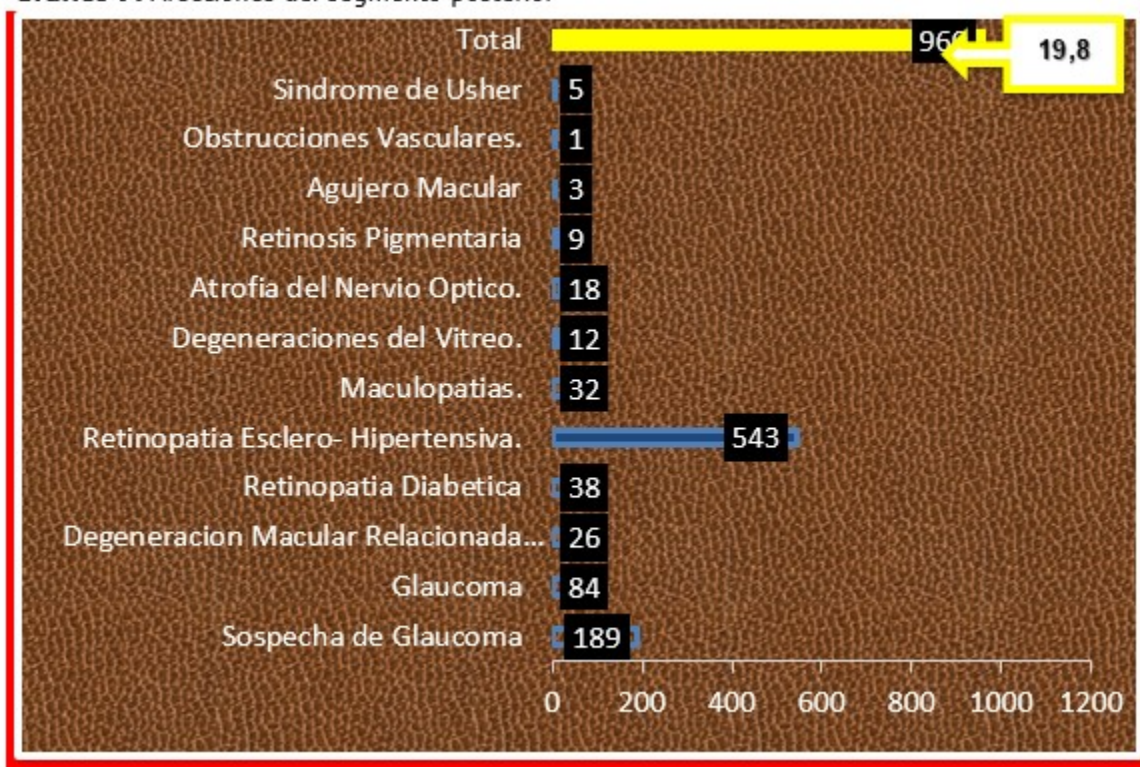 Total
19,8
Sindrome de Usher 5
Obstrucciones Vasculares. 1
Agujero Macular 3
Retinosis Pigmentaria 9
Atrofia del Nervio Optico. 18
Degeneraciones del Vitreo. 12
Maculopatias. 32
Retinopatia Esclero- Hipertensiva. 543
Retinopatia Diabetica 38
Degeneracion Macular Relacionada... 26
Glaucoma 84
Sospecha de Glaucoma 189
0 200 400 600 800 1000 1200